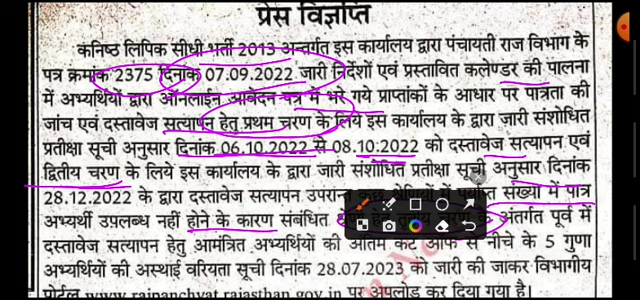 प्रेस विज्ञप्ति
कनिष्ठ लिपिक सीधी भर्ती 2013 अन्तर्गत इस कार्यालय द्वारा पंचायती राज विभाग के
पत्र क्रमांक 2375 दिनांक 07.09.2022 जारी निर्देशों एवं प्रस्तावित कलेण्डर की पालना
में अभ्यर्थियों द्वारा ऑनलाईन आवेदन पत्र में भरे गये प्राप्तांकों के आधार पर पात्रता की
जांच एवं दस्तावेज सत्यापन हेतु प्रथम चरण के लिये इस कार्यालय के द्वारा जारी संशोधित
प्रतीक्षा सूची अनुसार दिनांक 06.10.2022 से 08.10.2022 को दस्तावेज सत्यापन एवं
द्वितीय चरण के लिये इस कार्यालय के द्वारा जारी संशोधित प्रतीक्षा सूची अनुसार दिनांक
28.12.2022 के द्वारा दस्तावेज सत्यापन उपरान्त संख्या में पात्र
अभ्यर्थी उपलब्ध नहीं होने के कारण संबंधित अंतर्गत पूर्व में
दस्तावेज सत्यापन हेतु आमंत्रित अभ्यर्थियों की अंतिम कट ऑफ से नीचे के 5 गुणा
अभ्यर्थियों की अस्थाई वरियता सूची दिनांक 28.07.2023 को जारी की जाकर विभागीय
पोर्टल www.rajpanchyat.rajasthan.gov.in पर अपलोड कर दिया गया है।